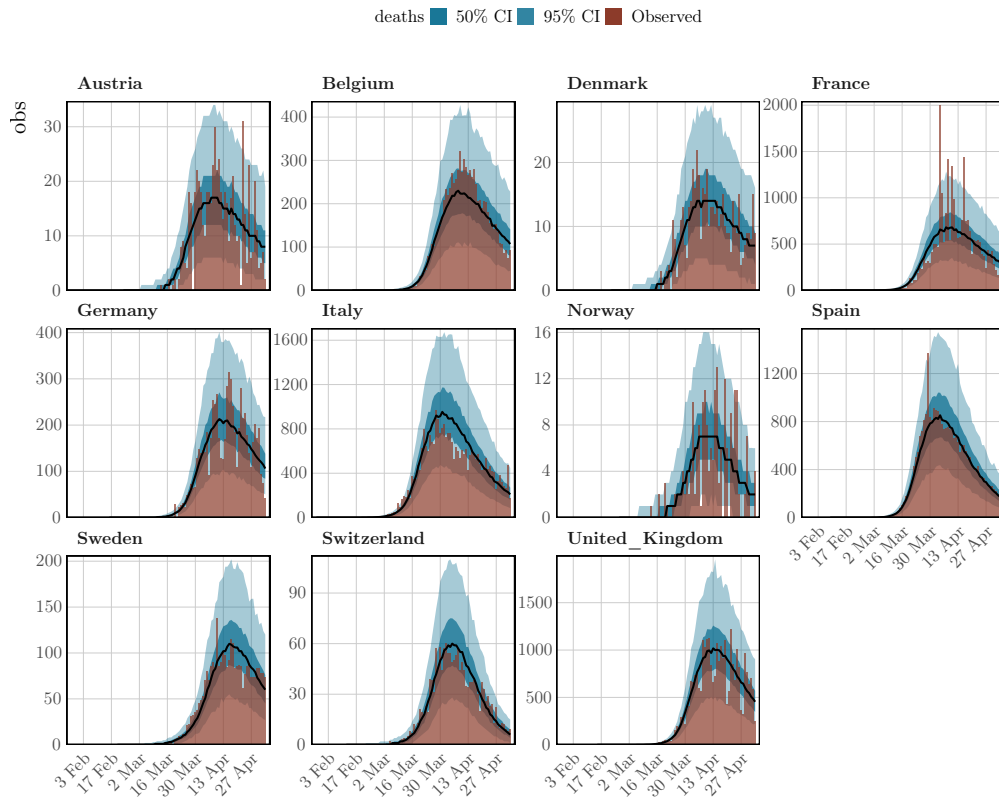 deaths 50% CI 95% CI Observed
obs
Austria Belgium Denmark France
0 10 20 30
0 100 200 300 400
0 10 20
0 500 1000 1500 2000
Germany Italy Norway Spain
0 100 200 300 400
0 400 800 1200 1600
0 4 8 12 16
0 400 800 1200
3 Feb 17 Feb 2 Mar 16 Mar 30 Mar 13 Apr 27 Apr
Sweden Switzerland United_Kingdom
0 50 100 150 200
0 30 60 90
0 500 1000 1500
3 Feb 17 Feb 2 Mar 16 Mar 30 Mar 13 Apr 27 Apr
3 Feb 17 Feb 2 Mar 16 Mar 30 Mar 13 Apr 27 Apr
3 Feb 17 Feb 2 Mar 16 Mar 30 Mar 13 Apr 27 Apr